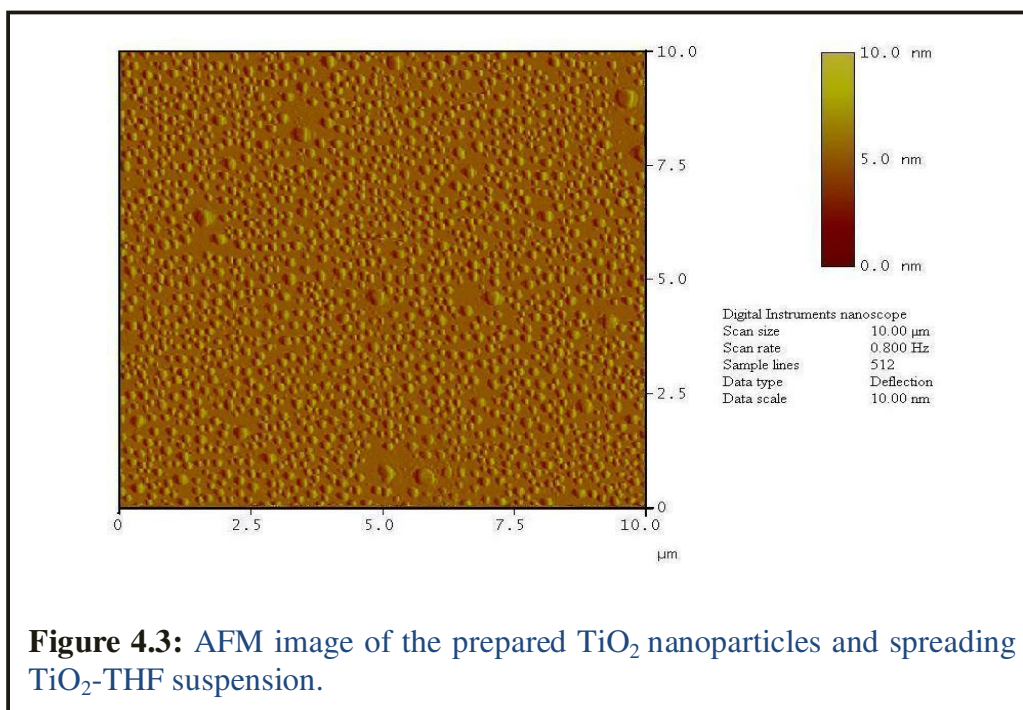 10.0
7.5
5.0
2.5
0
0 2.5 5.0 7.5 10.0
µm
10.0 nm
5.0 nm
0.0 nm
Digital Instruments nanoscope
Scan size 10.00 µm
Scan rate 0.800 Hz
Sample lines 512
Data type Deflection
Data scale 10.00 nm
Figure 4.3: AFM image of the prepared TiO₂ nanoparticles and spreading
TiO₂-THF suspension.